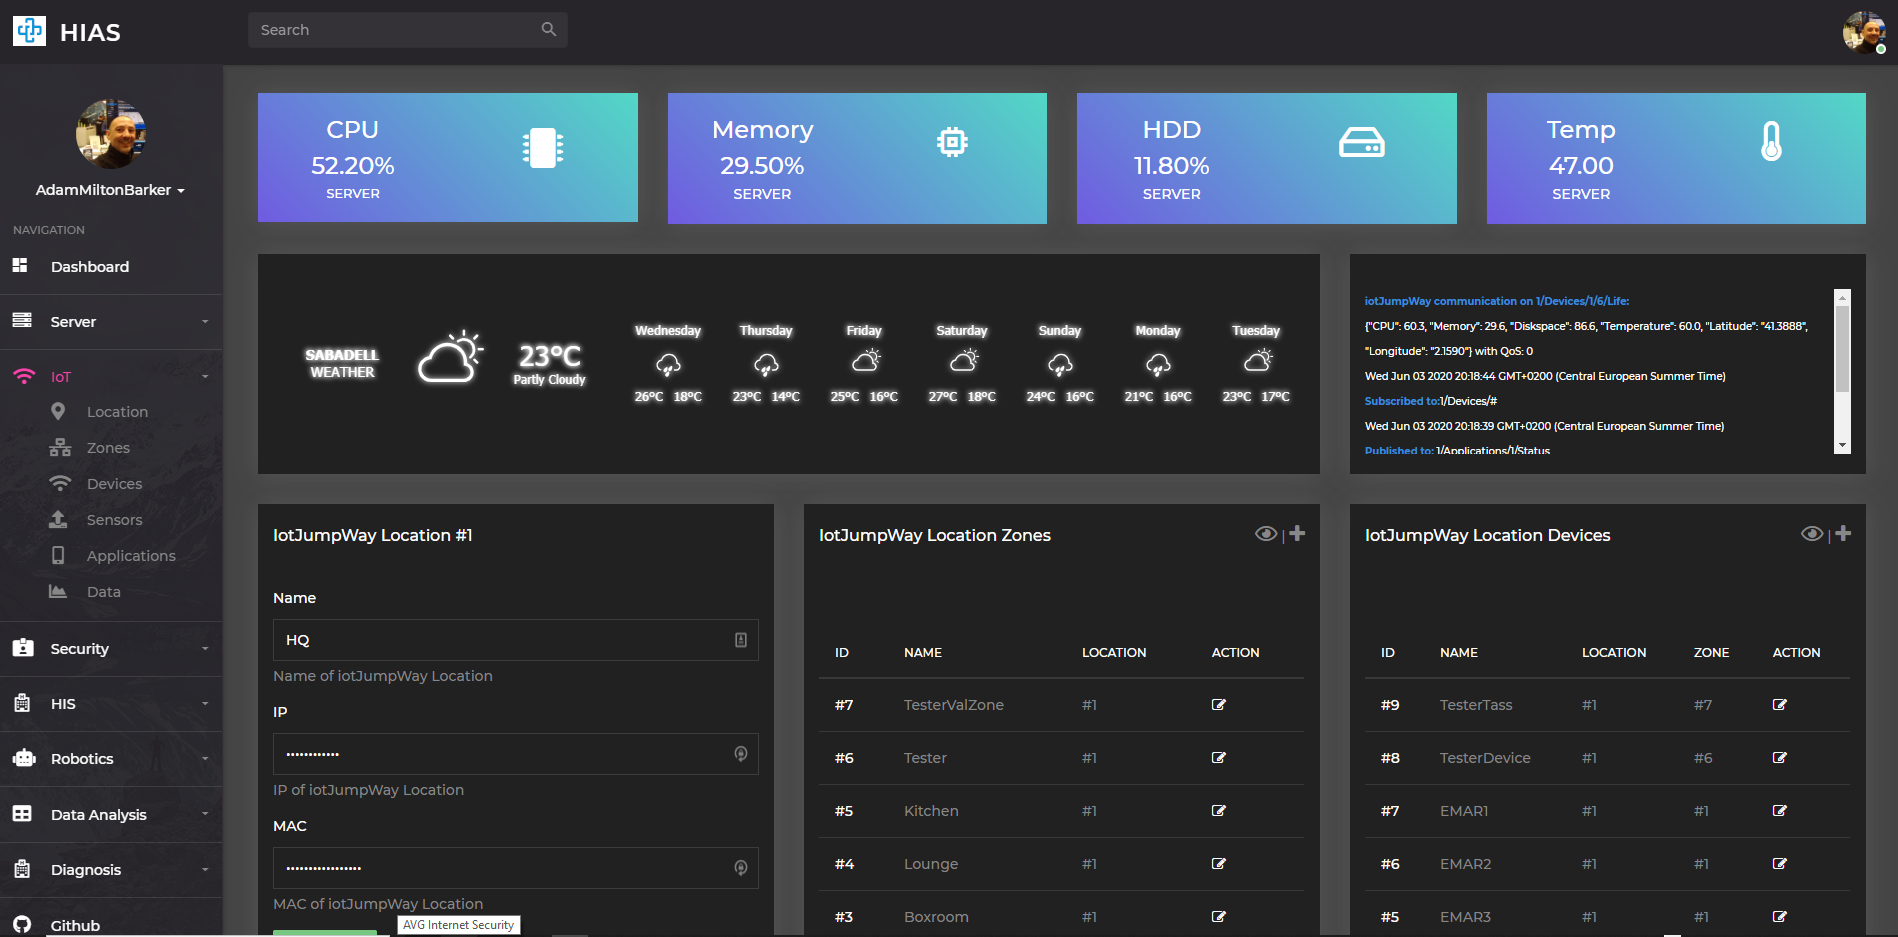 HIAS
Search
AdamMiltonBarker
NAVIGATION
Dashboard
Server
IoT
Location
Zones
Devices
Sensors
Applications
Data
Security
HIS
Robotics
Data Analysis
Diagnosis
Github
CPU
52.20%
SERVER
Memory
29.50%
SERVER
HDD
11.80%
SERVER
Temp
47.00
SERVER
SABADELL
WEATHER
23°C
Partly Cloudy
Wednesday
26°C 18°C
Thursday
23°C 14°C
Friday
25°C 16°C
Saturday
27°C 18°C
Sunday
24°C 16°C
Monday
21°C 16°C
Tuesday
23°C 17°C
iotJumpWay communication on 1/Devices/1/6/Life:
{"CPU": 60.3, "Memory": 29.6, "Diskspace": 86.6, "Temperature": 60.0, "Latitude": "41.3888",
"Longitude": "2.1590"} with QoS: 0
Wed Jun 03 2020 20:18:44 GMT+0200 (Central European Summer Time)
Subscribed to:1/Devices/#
Wed Jun 03 2020 20:18:39 GMT+0200 (Central European Summer Time)
Published to: 1/Applications/1/Status
IotJumpWay Location #1
Name
HQ
Name of iotJumpWay Location
IP
••••••••••••
IP of iotJumpWay Location
MAC
•••••••••••••••••
MAC of iotJumpWay Location
AVG Internet Security
IotJumpWay Location Zones
|
ID NAME LOCATION ACTION
#7 TesterValZone #1
#6 Tester #1
#5 Kitchen #1
#4 Lounge #1
#3 Boxroom #1
IotJumpWay Location Devices
|
ID NAME LOCATION ZONE ACTION
#9 TesterTass #1 #7
#8 TesterDevice #1 #6
#7 EMAR1 #1 #1
#6 EMAR2 #1 #1
#5 EMAR3 #1 #1